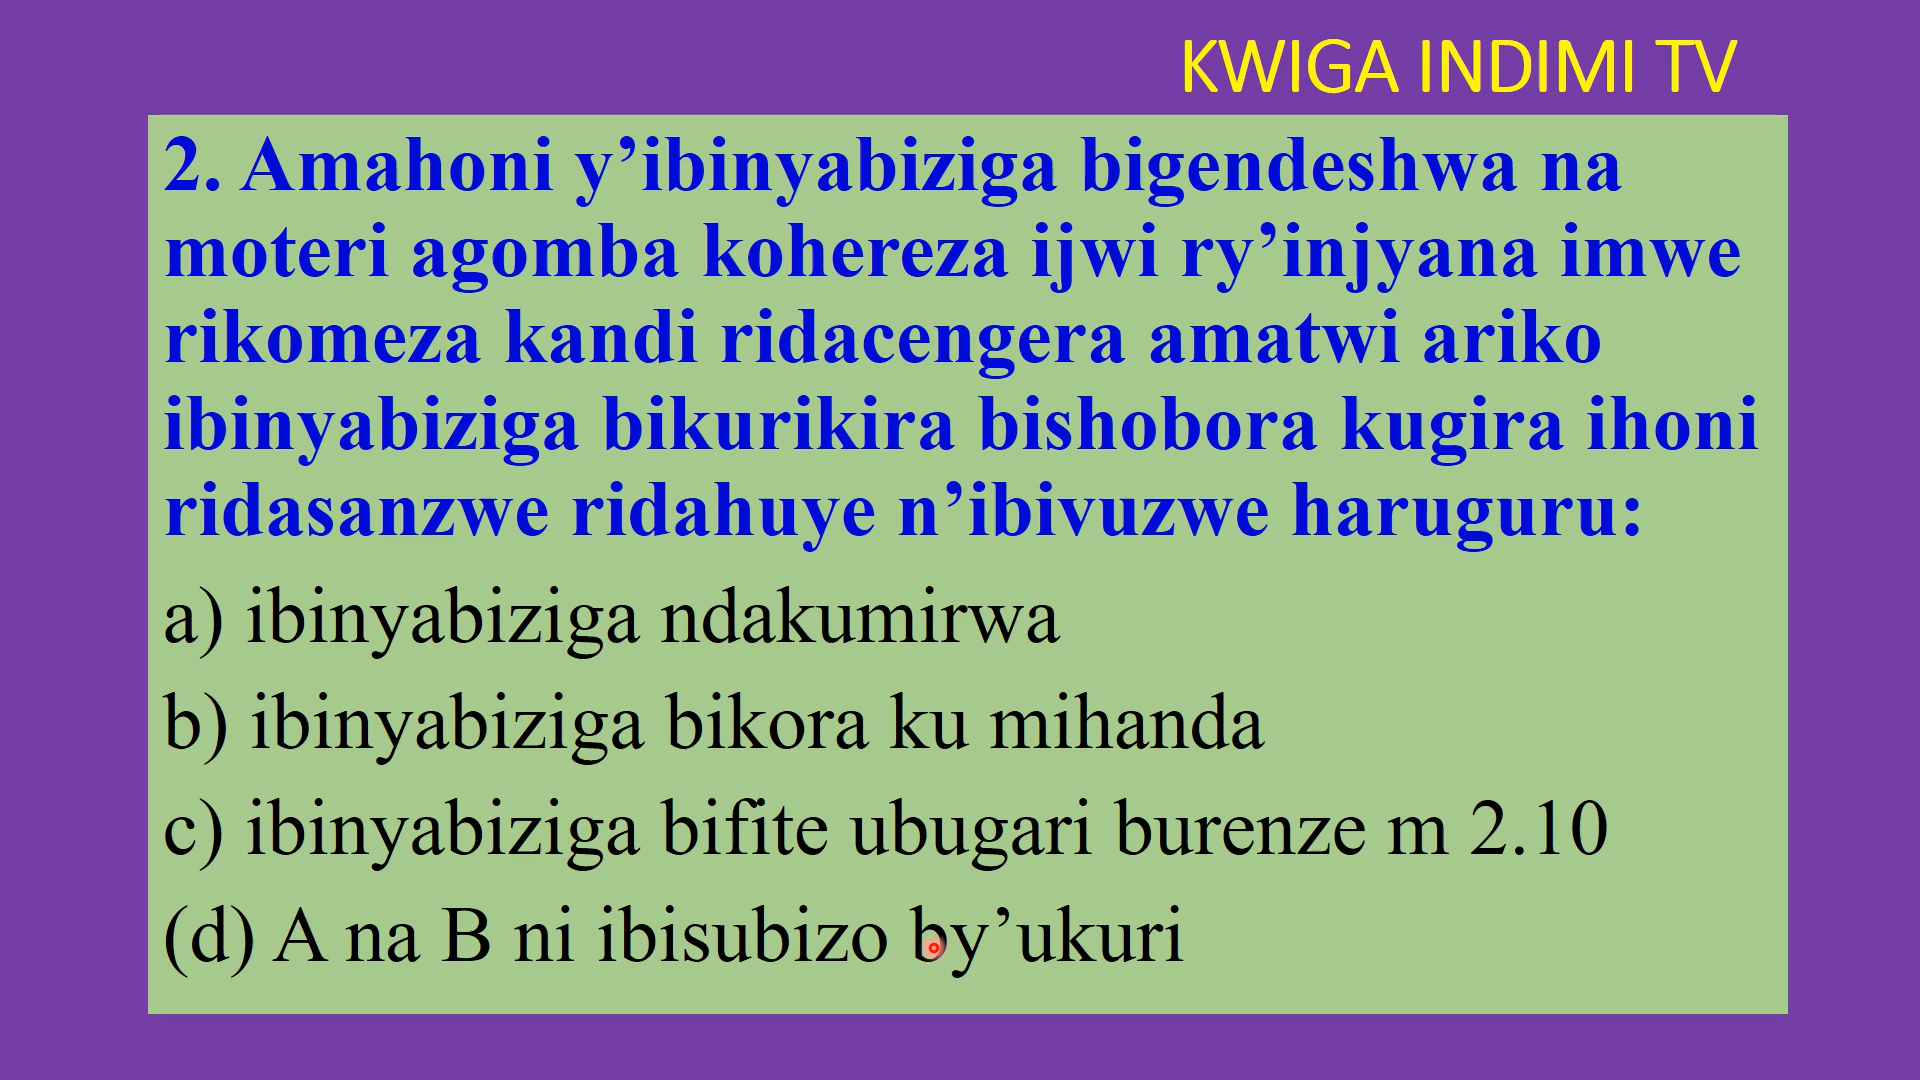 KWIGA INDIMI TV
2. Amahoni y’ibinyabiziga bigendeshwa na
moteri agomba kohereza ijwi ry’injyana imwe
rikomeza kandi ridacengera amatwi ariko
ibinyabiziga bikurikira bishobora kugira ihoni
ridasanzwe ridahuye n’ibivuzwe haruguru:
a) ibinyabiziga ndakumirwa
b) ibinyabiziga bikora ku mihanda
c) ibinyabiziga bifite ubugari burenze m 2.10
(d) A na B ni ibisubizo by’ukuri